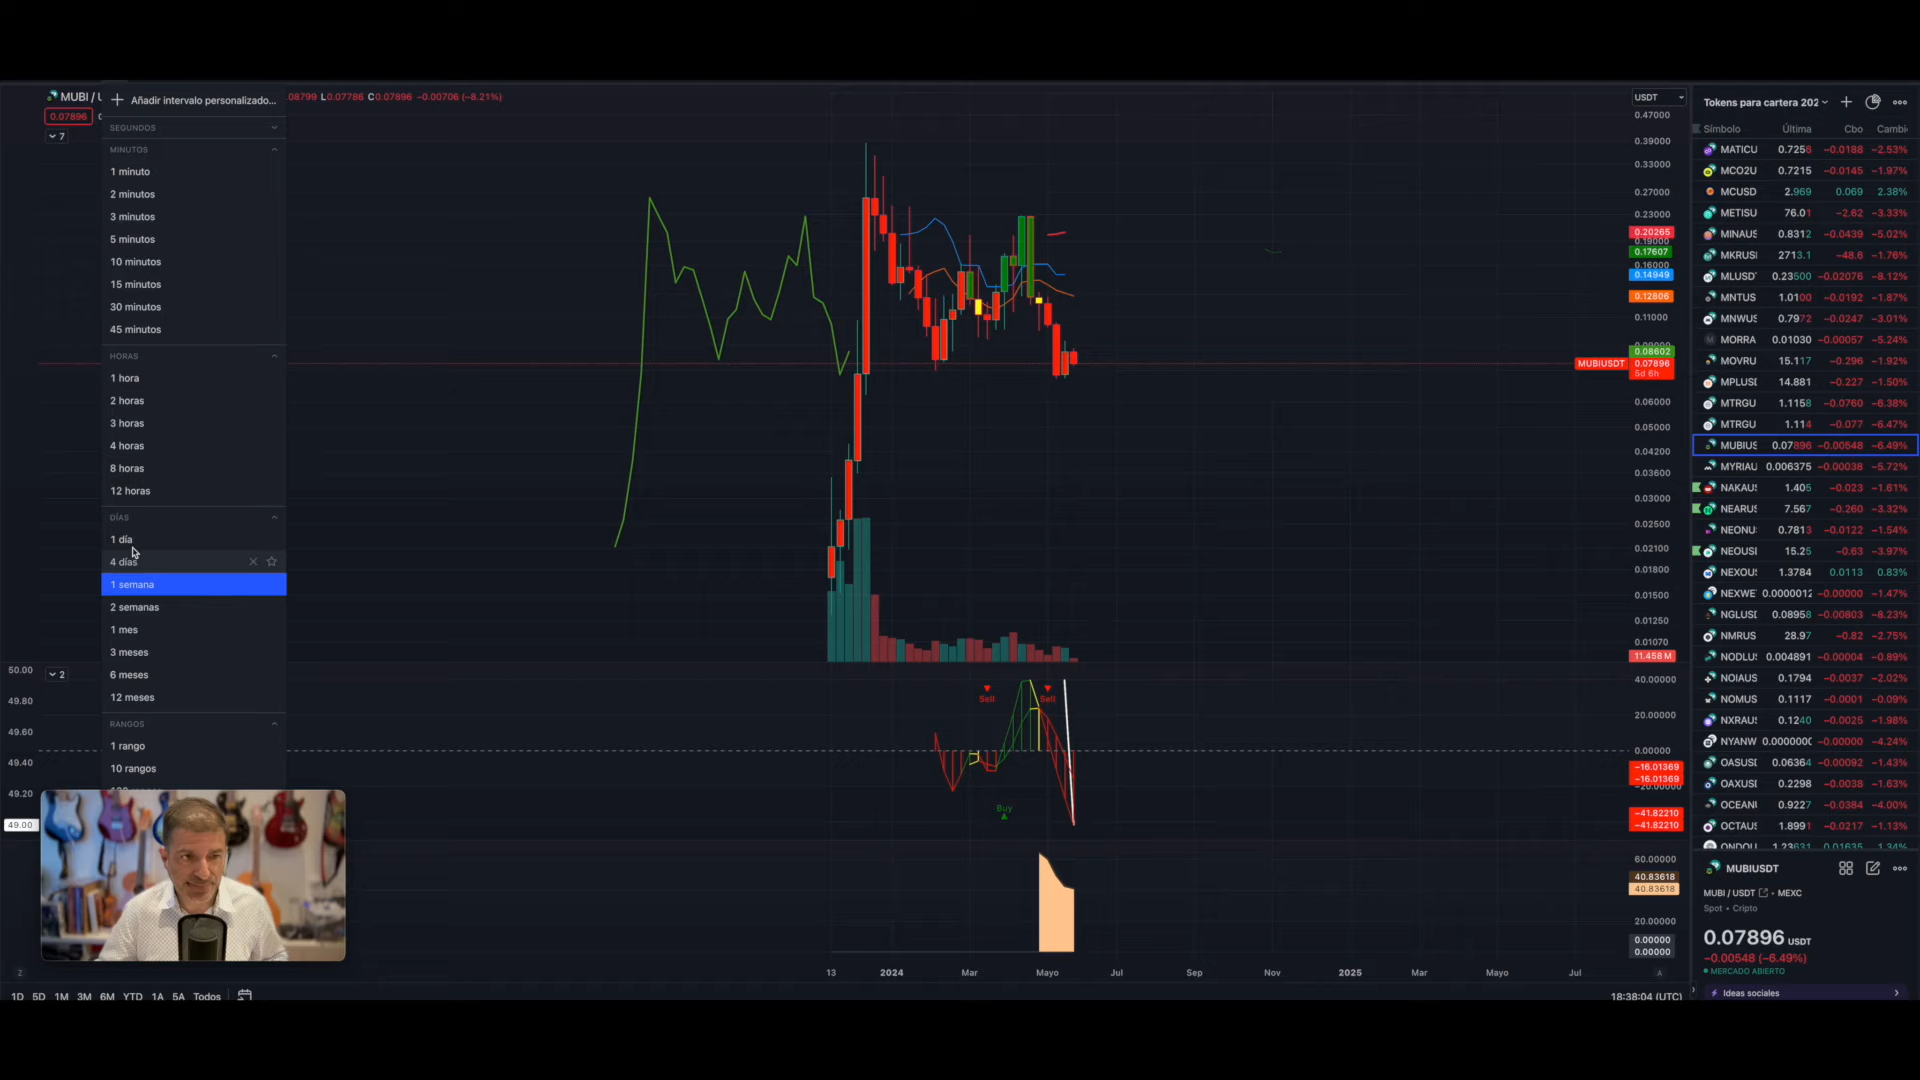 MUBI / U
Añadir intervalo personalizado...
.08799 L0.07786 C0.07896 −0.00706 (−8.21%)
0.07896
7
SEGUNDOS
MINUTOS
1 minuto
2 minutos
3 minutos
5 minutos
10 minutos
15 minutos
30 minutos
45 minutos
HORAS
1 hora
2 horas
3 horas
4 horas
8 horas
12 horas
DÍAS
1 día
4 días
1 semana
2 semanas
1 mes
3 meses
6 meses
12 meses
RANGOS
1 rango
10 rangos
50.00
49.80
49.60
49.40
49.20
49.00
2
Sell
Sell
Buy
USDT
0.47000
0.39000
0.33000
0.27000
0.23000
0.20265
0.19000
0.17607
0.16000
0.14949
0.12806
0.11000
0.08602
MUBIUSDT 0.07896
5d 6h
0.06000
0.05000
0.04200
0.03600
0.03000
0.02500
0.02100
0.01800
0.01500
0.01250
0.01070
11.458 M
40.00000
20.00000
0.00000
−16.01369
−16.01369
−20.00000
−41.82210
−41.82210
60.00000
40.83618
40.83618
20.00000
0.00000
0.00000
Z 13 2024 Mar Mayo Jul Sep Nov 2025 Mar Mayo Jul A
1D 5D 1M 3M 6M YTD 1A 5A Todos
18:38:04 (UTC)
Tokens para cartera 202
Símbolo Última Cbo Cambi
MATICU 0.7256 −0.0188 −2.53%
MCO2U 0.7215 −0.0145 −1.97%
MCUSD 2.969 0.069 2.38%
METISU 76.01 −2.62 −3.33%
MINAUS 0.8312 −0.0439 −5.02%
MKRUSI 2713.1 −48.6 −1.76%
MLUSDT 0.23500 −0.02076 −8.12%
MNTUS 1.0100 −0.0192 −1.87%
MNWUS 0.7972 −0.0247 −3.01%
MORRA 0.01030 −0.00057 −5.24%
MOVRU 15.117 −0.296 −1.92%
MPLUSD 14.881 −0.227 −1.50%
MTRGU 1.1158 −0.0760 −6.38%
MTRGU 1.114 −0.077 −6.47%
MUBIUS 0.07896 −0.00548 −6.49%
MYRIAU 0.006375 −0.00038 −5.72%
NAKAUS 1.405 −0.023 −1.61%
NEARUS 7.567 −0.260 −3.32%
NEONU 0.7813 −0.0122 −1.54%
NEOUSI 15.25 −0.63 −3.97%
NEXOUS 1.3784 0.0113 0.83%
NEXWE 0.0000012 −0.00000 −1.47%
NGLUSD 0.08958 −0.00803 −8.23%
NMRUS 28.97 −0.82 −2.75%
NODLUS 0.004891 −0.00004 −0.89%
NOIAUS 0.1794 −0.0037 −2.02%
NOMUS 0.1117 −0.0001 −0.09%
NXRAUS 0.1240 −0.0025 −1.98%
NYANW 0.0000000 −0.00000 −4.24%
OASUSD 0.06364 −0.00092 −1.43%
OAXUSD 0.2298 −0.0038 −1.63%
OCEANI 0.9227 −0.0384 −4.00%
OCTAUS 1.8991 −0.0217 −1.13%
ONDOU 1.23631 0.01635 1.34%
MUBIUSDT
MUBI / USDT • MEXC
Spot • Cripto
0.07896 USDT
−0.00548 (−6.49%)
MERCADO ABIERTO
Ideas sociales